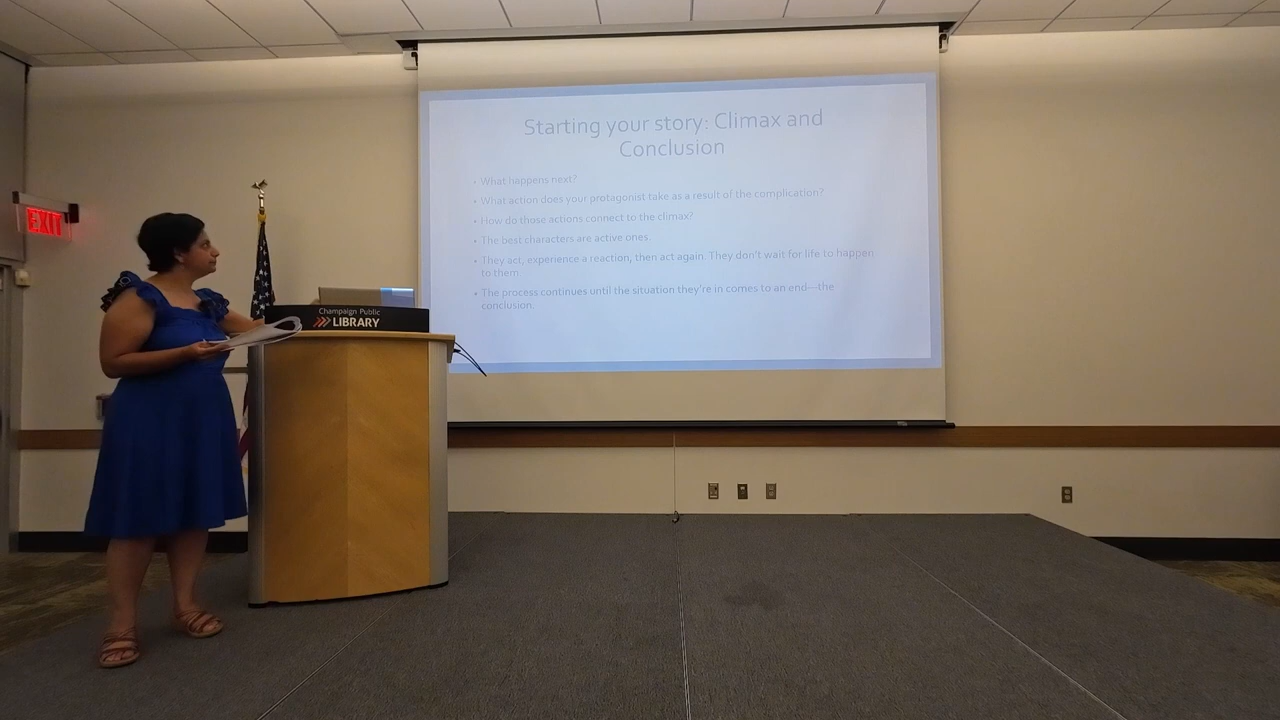 Starting your story: Climax and
Conclusion
• What happens next?
• What action does your protagonist take as a result of the complication?
• How do those actions connect to the climax?
• The best characters are active ones.
• They act, experience a reaction, then act again. They don't wait for life to happen
to them
• The process continues until the situation they're in comes to an end---the
conclusion.
EXIT
Champaign Public
LIBRARY